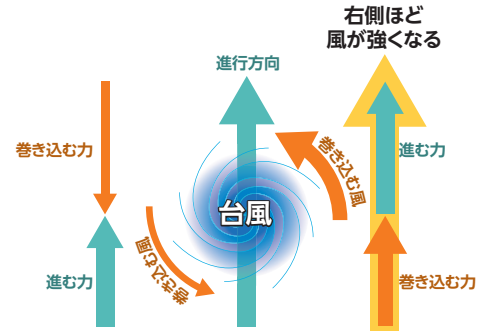 右側ほど
風が強くなる
進行方向
巻き込む力
進む力
巻き込む風
台風
巻き込む風
進む力
巻き込む力